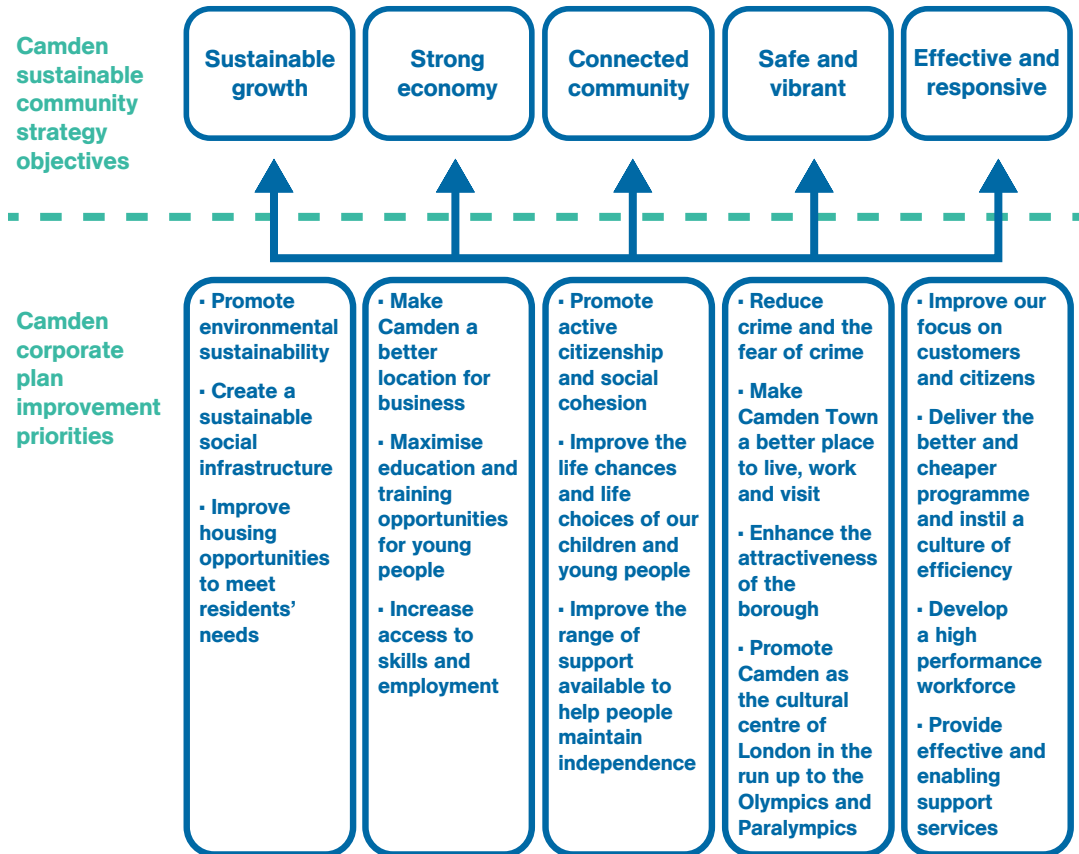 Camden
sustainable
community
strategy
objectives
Sustainable
growth
Strong
economy
Connected
community
Safe and
vibrant
Effective and
responsive
Camden
corporate
plan
improvement
priorities
▪ Promote
environmental
sustainability
▪ Create a
sustainable
social
infrastructure
▪ Improve
housing
opportunities
to meet
residents’
needs
▪ Make
Camden a
better
location for
business
▪ Maximise
education and
training
opportunities
for young
people
▪ Increase
access to
skills and
employment
▪ Promote
active
citizenship
and social
cohesion
▪ Improve the
life chances
and life
choices of our
children and
young people
▪ Improve the
range of
support
available to
help people
maintain
independence
▪ Reduce
crime and the
fear of crime
▪ Make
Camden Town
a better place
to live, work
and visit
▪ Enhance the
attractiveness
of the
borough
▪ Promote
Camden as
the cultural
centre of
London in the
run up to the
Olympics and
Paralympics
▪ Improve our
focus on
customers
and citizens
▪ Deliver the
better and
cheaper
programme
and instil a
culture of
efficiency
▪ Develop
a high
performance
workforce
▪ Provide
effective and
enabling
support
services